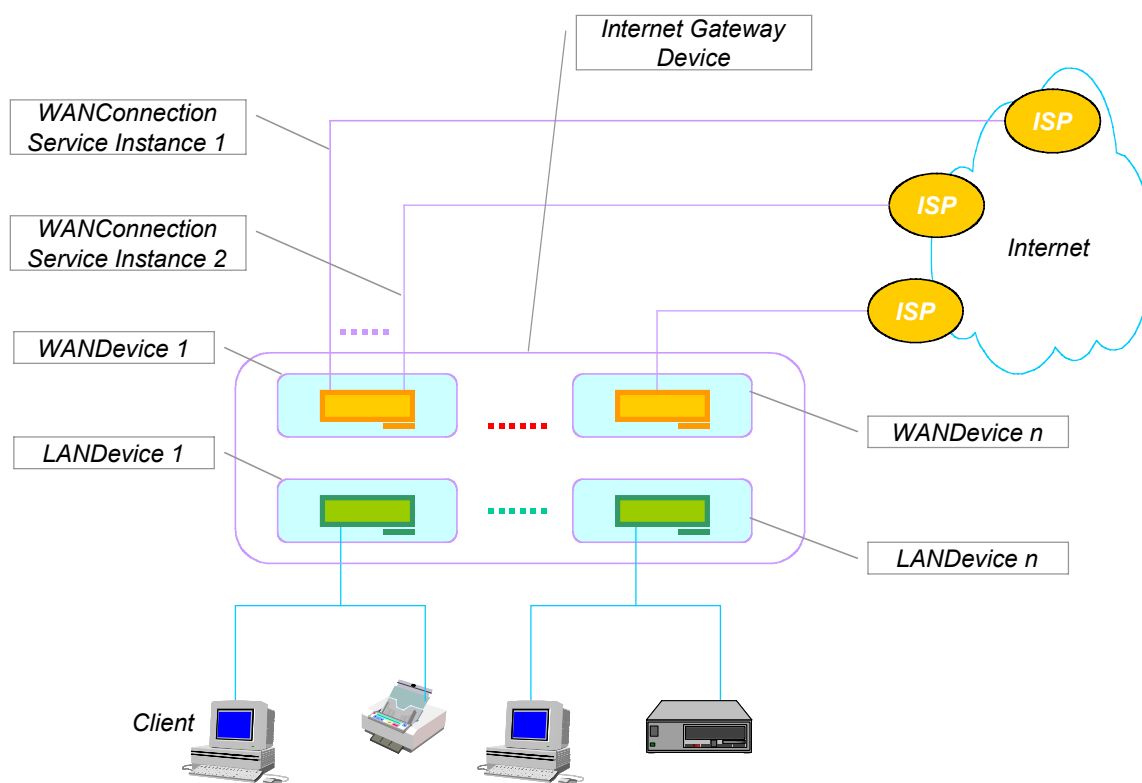 Internet Gateway
Device
WANConnection
Service Instance 1
ISP
ISP
WANConnection
Service Instance 2
Internet
ISP
WANDevice 1
WANDevice n
LANDevice 1
LANDevice n
Client